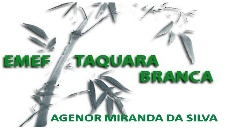 EMEF TAQUARA
BRANCA
AGENOR MIRANDA DA SILVA